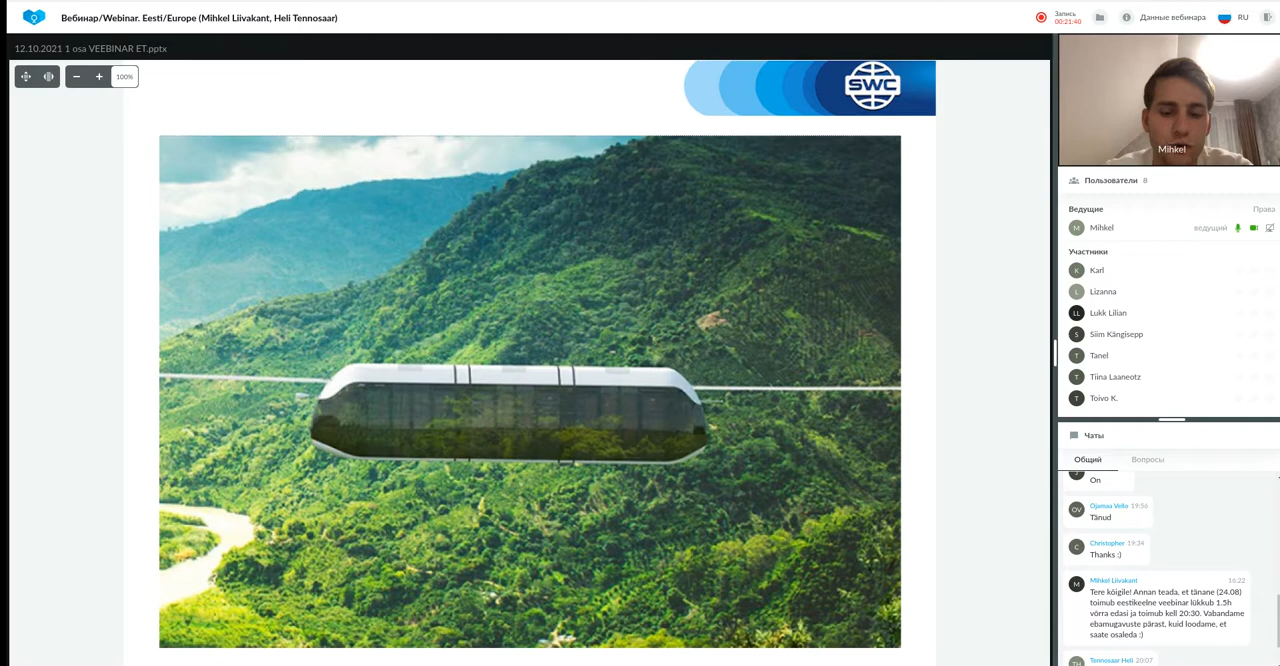 Вебинар/Webinar. Eesti/Europe (Mihkel Liivakant, Heli Tennosaar)
Запись
00:21:40
Данные вебинара
RU
12.10.2021 1 osa VEEBINAR ET.pptx
100%
SWC
Mihkel
Пользователи 8
Ведущие
Права
M Mihkel
ведущий
Участники
K Karl
L Lizanna
LL Lukk Lilian
S Siim Kängisepp
T Tanel
T Tiina Laaneotz
T Toivo K.
Чаты
Общий
Вопросы
On
OV Ojamaa Vello 19:56
Tänud
C Christopher 19:34
Thanks :)
M Mihkel Liivakant 16:22
Tere kõigile! Annan teada, et tänane (24.08)
toimub eestikeelne veebinar lükkub 1.5h
võrra edasi ja toimub kell 20:30. Vabandame
ebamugavuste pärast, kuid loodame, et
saate osaleda :)
TH Tennosaar Heli 20:07